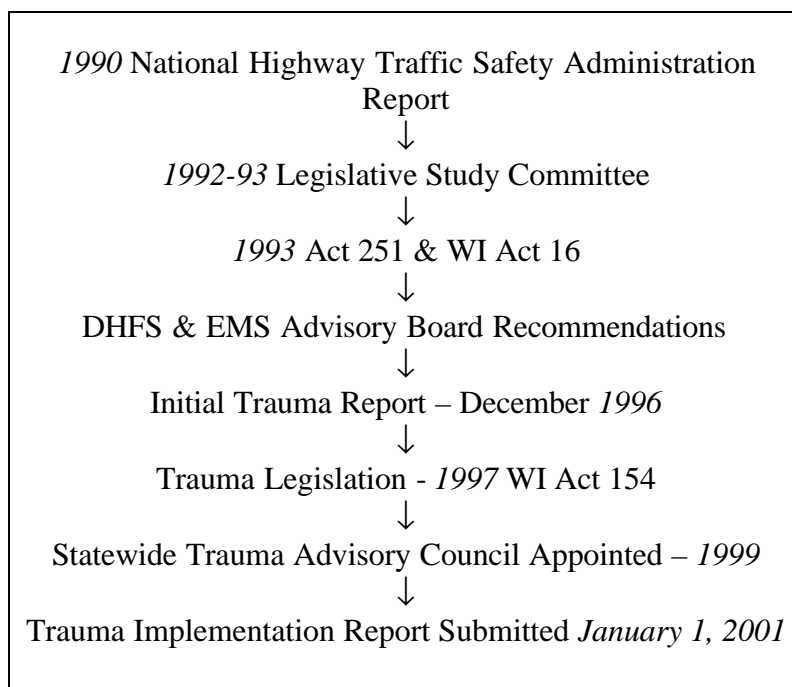 1990 National Highway Traffic Safety Administration
Report
↓
1992-93 Legislative Study Committee
↓
1993 Act 251 & WI Act 16
↓
DHFS & EMS Advisory Board Recommendations
↓
Initial Trauma Report – December 1996
↓
Trauma Legislation - 1997 WI Act 154
↓
Statewide Trauma Advisory Council Appointed – 1999
↓
Trauma Implementation Report Submitted January 1, 2001